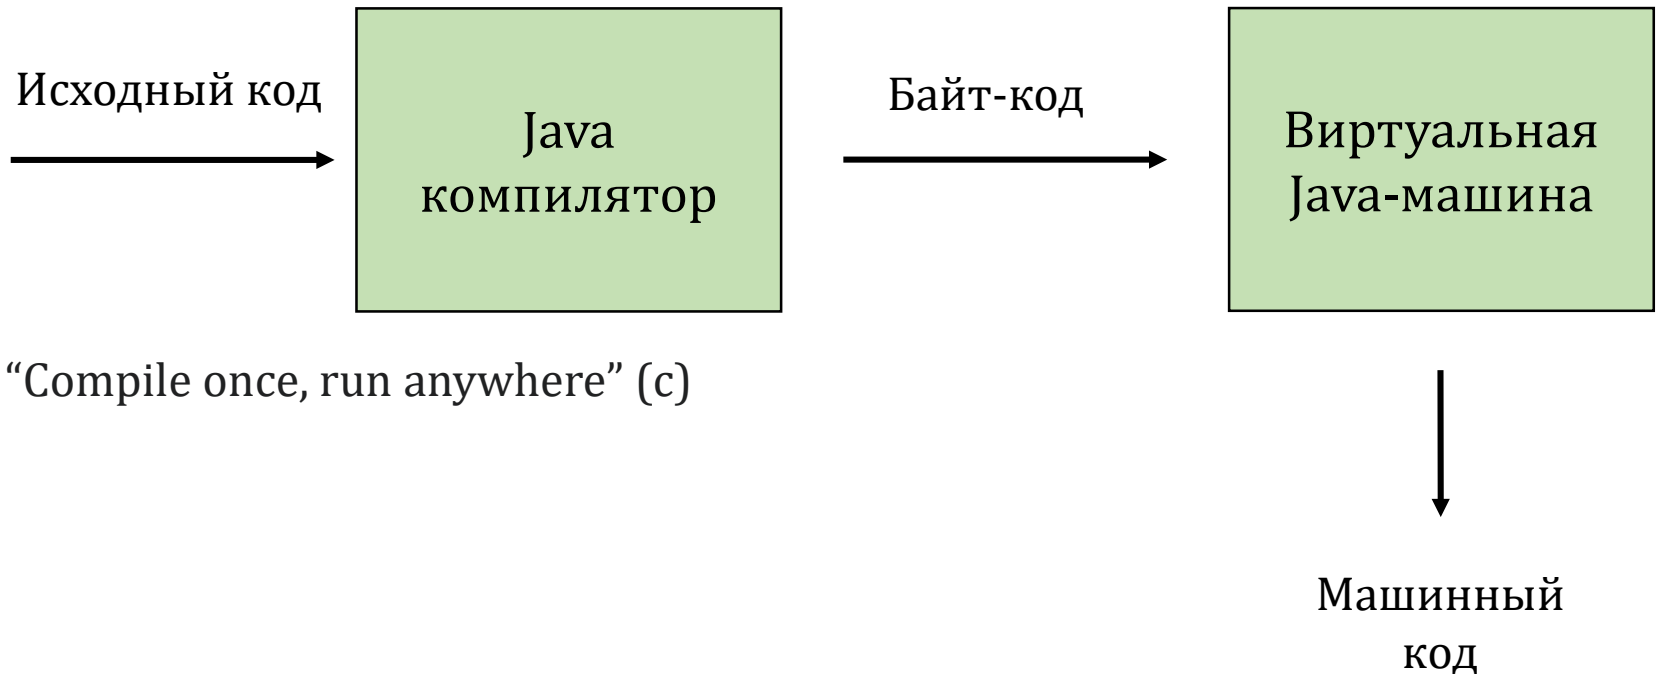 Исходный код
Java
компилятор
Байт-код
Виртуальная
Java-машина
“Compile once, run anywhere” (c)
Машинный
код